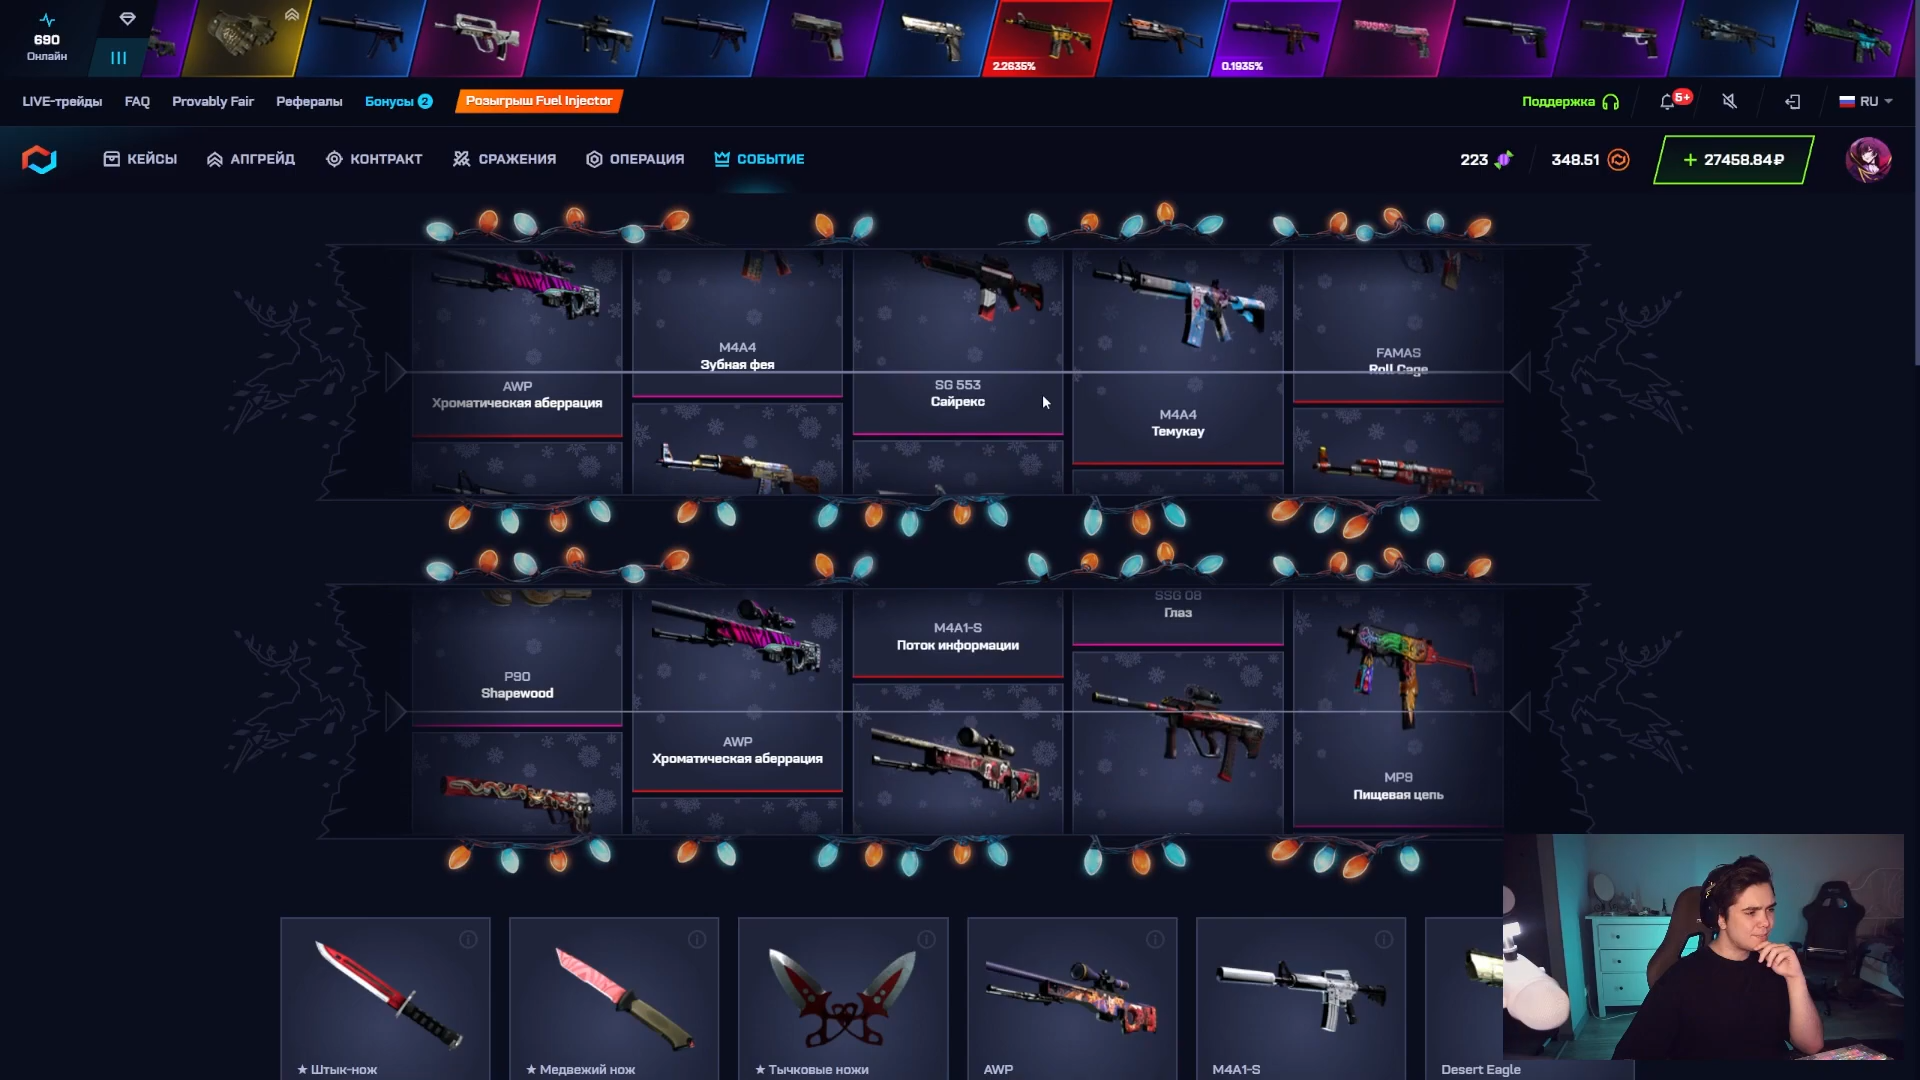 690
Онлайн
2.2635%
0.1935%
LIVE-трейды
FAQ
Provably Fair
Рефералы
Бонусы 2
Розыгрыш Fuel Injector
Поддержка
5+
RU
КЕЙСЫ
АПГРЕЙД
КОНТРАКТ
СРАЖЕНИЯ
ОПЕРАЦИЯ
СОБЫТИЕ
223
348.51
+ 27458.84₽
AWP
Хроматическая аберрация
M4A4
Зубная фея
SG 553
Сайрекс
M4A4
Темукау
FAMAS
Roll Cage
P90
Shapewood
AWP
Хроматическая аберрация
M4A1-S
Поток информации
SSG 08
Глаз
MP9
Пищевая цепь
★ Штык-нож
★ Медвежий нож
★ Тычковые ножи
AWP
M4A1-S
Desert Eagle